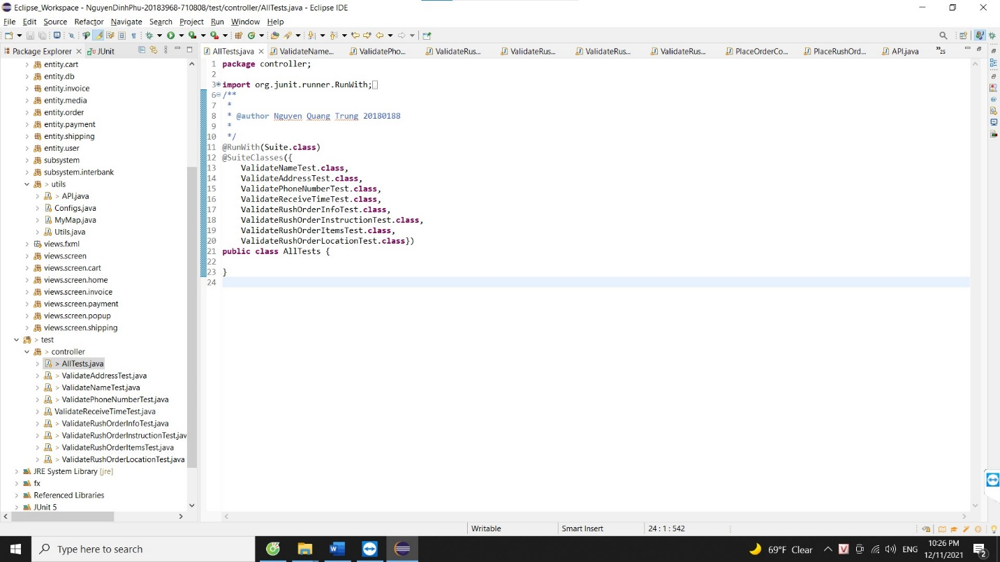 Eclipse_Workspace - NguyenDinhPhu-20183968-710808/test/controller/AllTests.java - Eclipse IDE
File Edit Source Refactor Navigate Search Project Run Window Help
Package Explorer JUnit
AllTests.java ValidateName... ValidatePho... ValidateRus... ValidateRus... ValidateRus... ValidateRus... PlaceOrderCo... PlaceRushOrd... API.java »25
entity.cart
entity.db
entity.invoice
entity.media
entity.order
entity.payment
entity.shipping
entity.user
subsystem
subsystem.interbank
> utils
> API.java
Configs.java
MyMap.java
Utils.java
views.fxml
views.screen
views.screen.cart
views.screen.home
views.screen.invoice
views.screen.payment
views.screen.popup
views.screen.shipping
> test
> controller
> AllTests.java
> ValidateAddressTest.java
> ValidateNameTest.java
> ValidatePhoneNumberTest.java
ValidateReceiveTimeTest.java
> ValidateRushOrderInfoTest.java
> ValidateRushOrderInstructionTest.jav
> ValidateRushOrderItemsTest.java
> ValidateRushOrderLocationTest.java
JRE System Library [jre]
fx
Referenced Libraries
JUnit 5
1 package controller;
2
3 import org.junit.runner.RunWith;
6 /**
7 *
8 * @author Nguyen Quang Trung 20180188
9 *
10 */
11 @RunWith(Suite.class)
12 @SuiteClasses({
13 ValidateNameTest.class,
14 ValidateAddressTest.class,
15 ValidatePhoneNumberTest.class,
16 ValidateReceiveTimeTest.class,
17 ValidateRushOrderInfoTest.class,
18 ValidateRushOrderInstructionTest.class,
19 ValidateRushOrderItemsTest.class,
20 ValidateRushOrderLocationTest.class})
21 public class AllTests {
22
23 }
24
Writable Smart Insert 24 : 1 : 542
Type here to search
69°F Clear
ENG
10:26 PM
12/11/2021
2